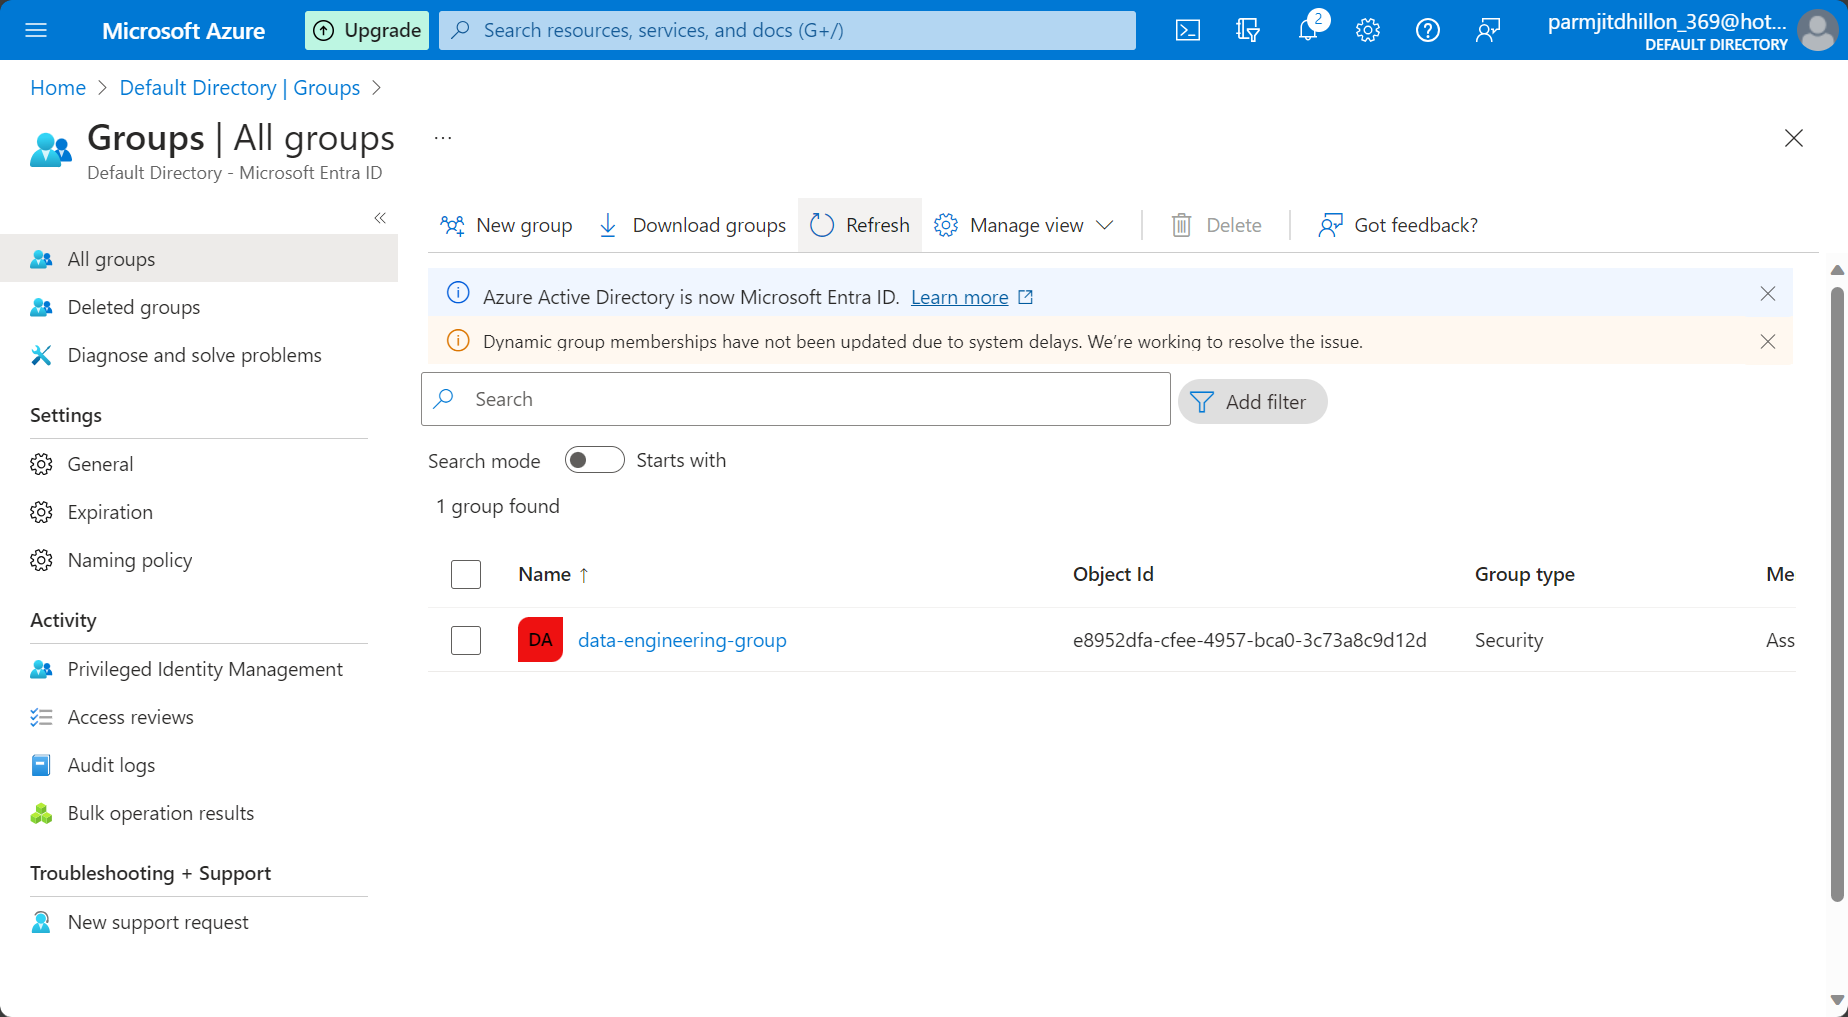 Microsoft Azure
Upgrade
Search resources, services, and docs (G+/)
2
parmjitdhillon_369@hot...
DEFAULT DIRECTORY
Home > Default Directory | Groups >
Groups | All groups
...
Default Directory - Microsoft Entra ID
«
New group
Download groups
Refresh
Manage view
Delete
Got feedback?
All groups
Deleted groups
Diagnose and solve problems
Settings
General
Expiration
Naming policy
Activity
Privileged Identity Management
Access reviews
Audit logs
Bulk operation results
Troubleshooting + Support
New support request
Azure Active Directory is now Microsoft Entra ID. Learn more
Dynamic group memberships have not been updated due to system delays. We're working to resolve the issue.
Search
Add filter
Search mode
Starts with
1 group found
Name ↑ Object Id Group type Me
DA data-engineering-group e8952dfa-cfee-4957-bca0-3c73a8c9d12d Security Ass